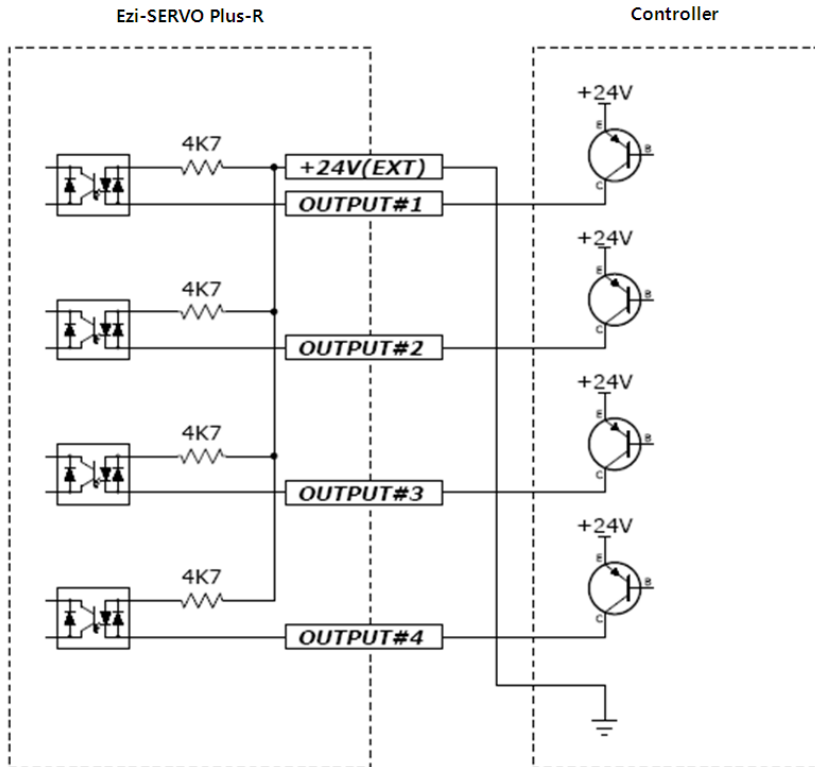 Ezi-SERVO Plus-R
Controller
+24V
E
B
C
4K7
+24V(EXT)
OUTPUT#1
+24V
E
B
C
4K7
OUTPUT#2
+24V
E
B
C
4K7
OUTPUT#3
+24V
E
B
C
4K7
OUTPUT#4